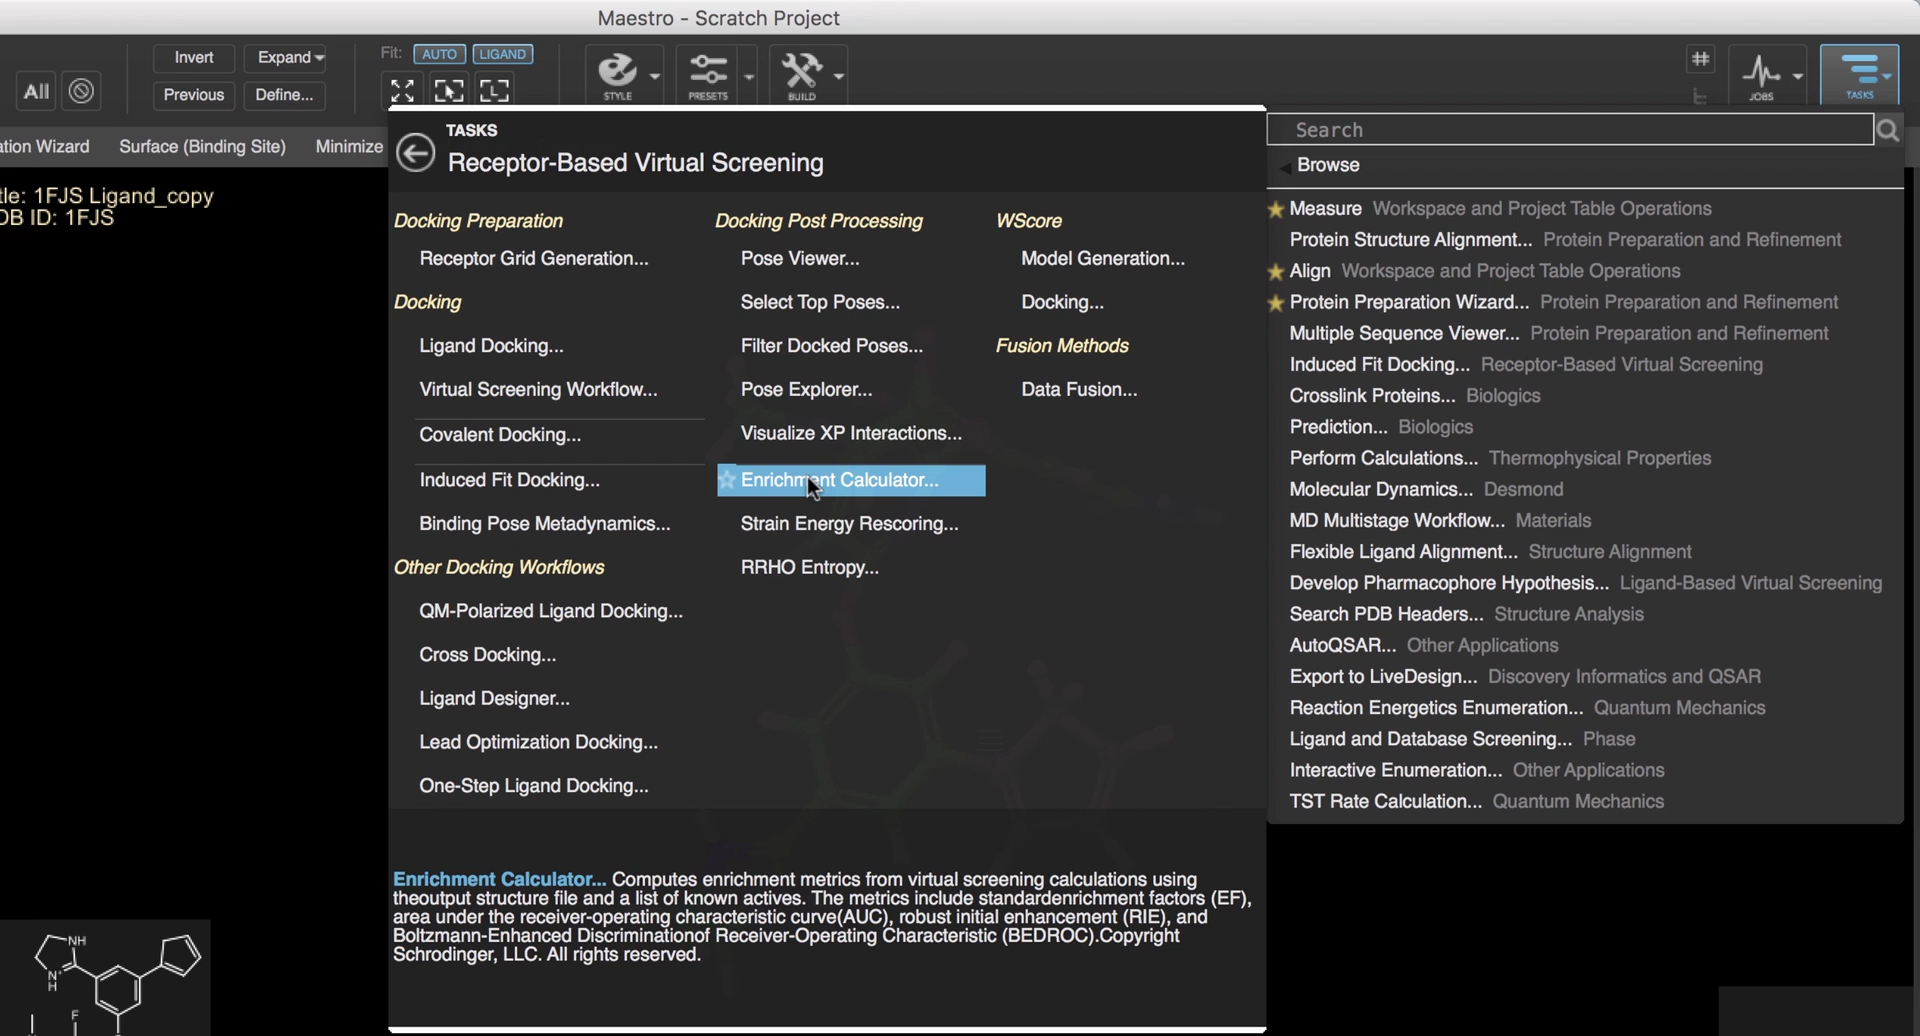 Maestro - Scratch Project
Invert
Expand
Fit:
AUTO
LIGAND
All
Previous
Define...
STYLE
PRESETS
BUILD
JOBS
TASKS
tion Wizard
Surface (Binding Site)
Minimize
tle: 1FJS Ligand_copy
DB ID: 1FJS
TASKS
Receptor-Based Virtual Screening
Docking Preparation
Receptor Grid Generation...
Docking
Ligand Docking...
Virtual Screening Workflow...
Covalent Docking...
Induced Fit Docking...
Binding Pose Metadynamics...
Other Docking Workflows
QM-Polarized Ligand Docking...
Cross Docking...
Ligand Designer...
Lead Optimization Docking...
One-Step Ligand Docking...
Docking Post Processing
Pose Viewer...
Select Top Poses...
Filter Docked Poses...
Pose Explorer...
Visualize XP Interactions...
Enrichment Calculator...
Strain Energy Rescoring...
RRHO Entropy...
WScore
Model Generation...
Docking...
Fusion Methods
Data Fusion...
Enrichment Calculator... Computes enrichment metrics from virtual screening calculations using
theoutput structure file and a list of known actives. The metrics include standardenrichment factors (EF),
area under the receiver-operating characteristic curve(AUC), robust initial enhancement (RIE), and
Boltzmann-Enhanced Discriminationof Receiver-Operating Characteristic (BEDROC).Copyright
Schrodinger, LLC. All rights reserved.
Search
Browse
Measure Workspace and Project Table Operations
Protein Structure Alignment... Protein Preparation and Refinement
Align Workspace and Project Table Operations
Protein Preparation Wizard... Protein Preparation and Refinement
Multiple Sequence Viewer... Protein Preparation and Refinement
Induced Fit Docking... Receptor-Based Virtual Screening
Crosslink Proteins... Biologics
Prediction... Biologics
Perform Calculations... Thermophysical Properties
Molecular Dynamics... Desmond
MD Multistage Workflow... Materials
Flexible Ligand Alignment... Structure Alignment
Develop Pharmacophore Hypothesis... Ligand-Based Virtual Screening
Search PDB Headers... Structure Analysis
AutoQSAR... Other Applications
Export to LiveDesign... Discovery Informatics and QSAR
Reaction Energetics Enumeration... Quantum Mechanics
Ligand and Database Screening... Phase
Interactive Enumeration... Other Applications
TST Rate Calculation... Quantum Mechanics
NH
N+
H
F